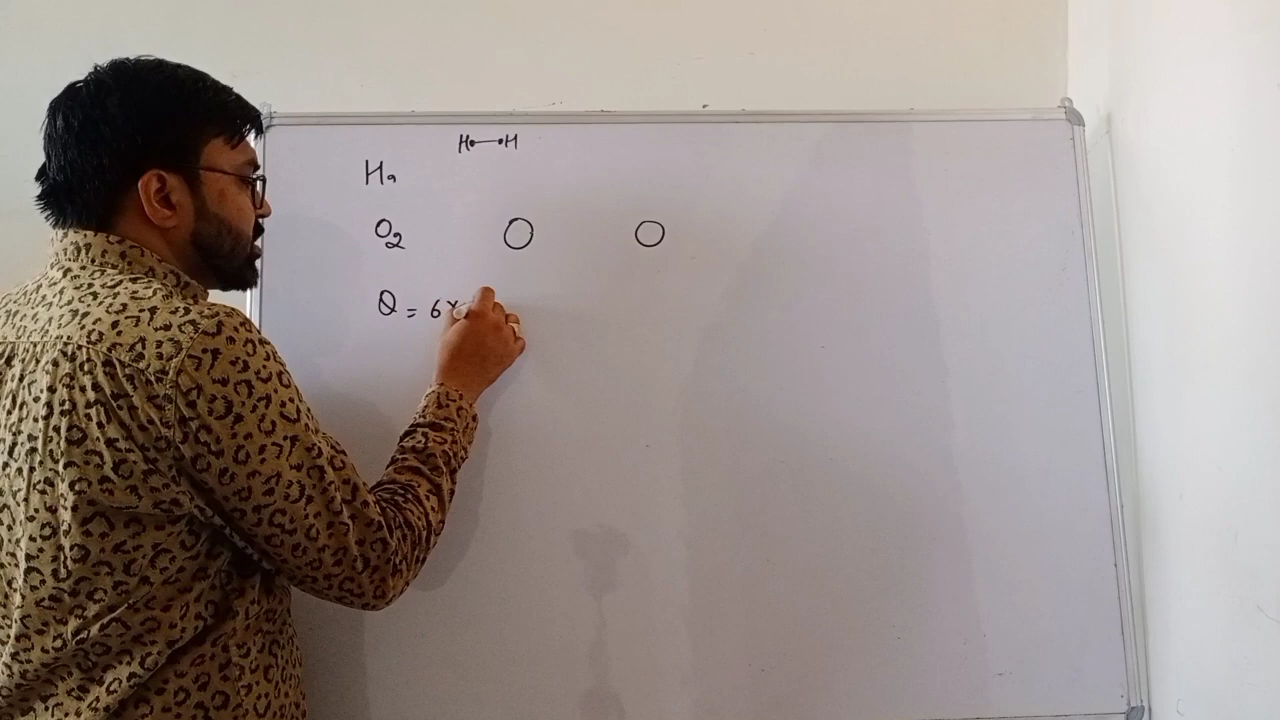 H—H
H₂
O₂ O O
O = 6 ×